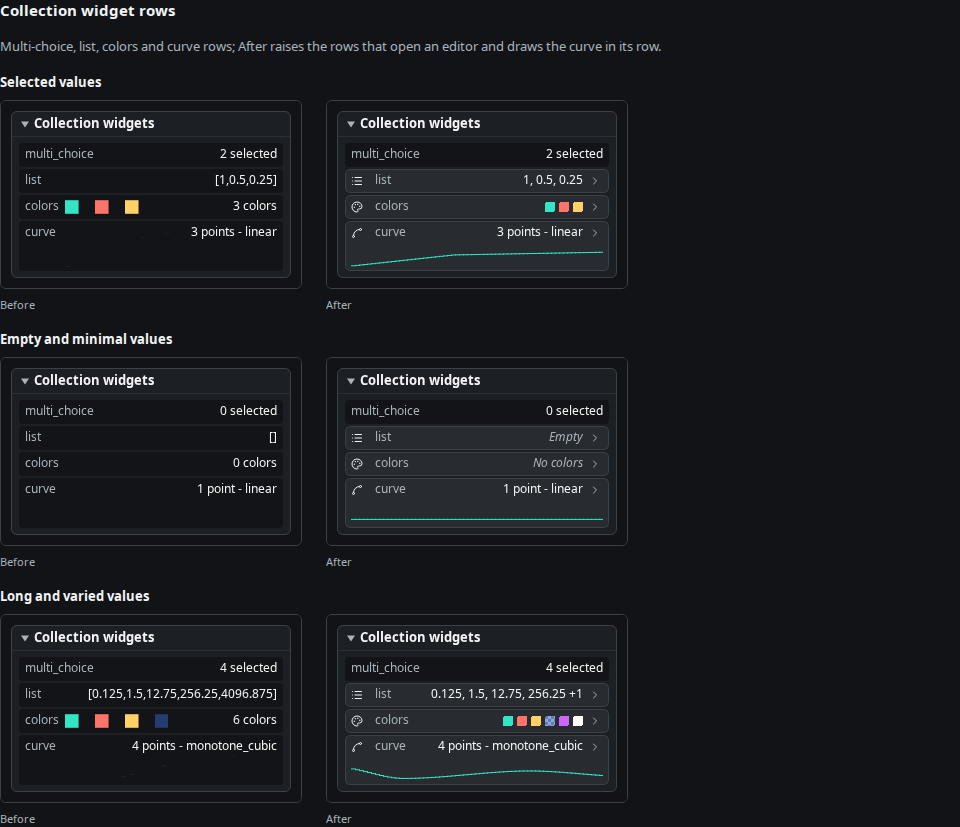 Collection widget rows
Multi-choice, list, colors and curve rows; After raises the rows that open an editor and draws the curve in its row.
Selected values
Collection widgets
multi_choice 2 selected
list [1,0.5,0.25]
colors 3 colors
curve 3 points - linear
Before
Collection widgets
multi_choice 2 selected
list 1, 0.5, 0.25
colors
curve 3 points - linear
After
Empty and minimal values
Collection widgets
multi_choice 0 selected
list []
colors 0 colors
curve 1 point - linear
Before
Collection widgets
multi_choice 0 selected
list Empty
colors No colors
curve 1 point - linear
After
Long and varied values
Collection widgets
multi_choice 4 selected
list [0.125,1.5,12.75,256.25,4096.875]
colors 6 colors
curve 4 points - monotone_cubic
Before
Collection widgets
multi_choice 4 selected
list 0.125, 1.5, 12.75, 256.25 +1
colors
curve 4 points - monotone_cubic
After